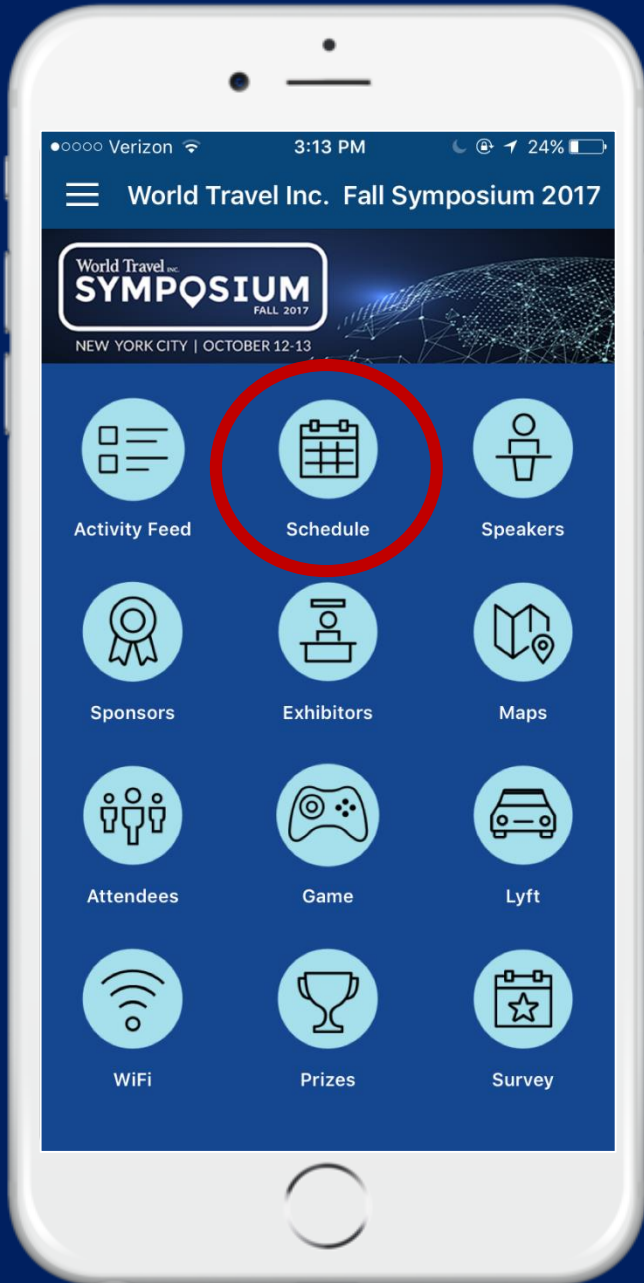 Verizon 3:13 PM 24%
World Travel Inc. Fall Symposium 2017
World Travel INC.
SYMPOSIUM
FALL 2017
NEW YORK CITY | OCTOBER 12-13
Activity Feed Schedule Speakers
Sponsors Exhibitors Maps
Attendees Game Lyft
WiFi Prizes Survey